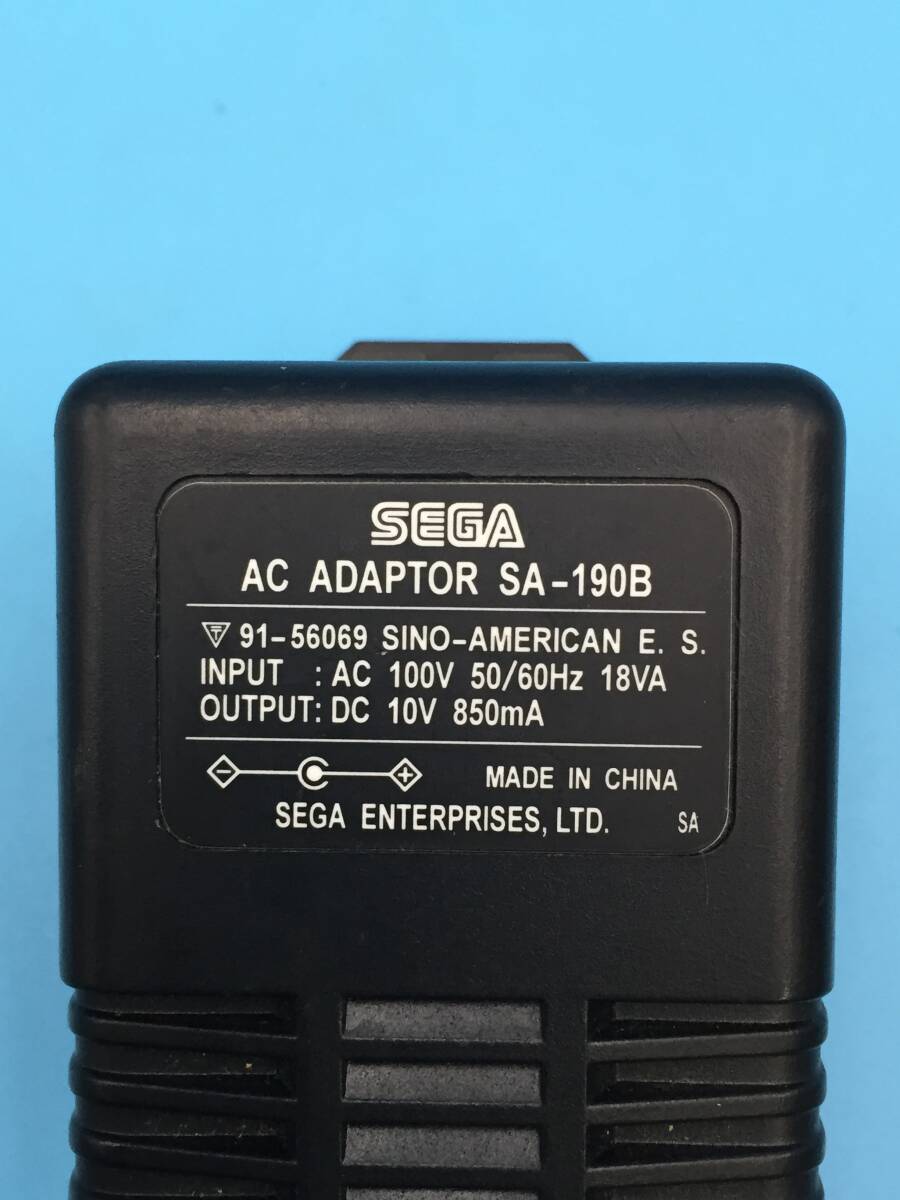 SEGA
AC ADAPTOR SA-190B
91-56069 SINO-AMERICAN E. S.
INPUT : AC 100V 50/60Hz 18VA
OUTPUT: DC 10V 850mA
MADE IN CHINA
SEGA ENTERPRISES, LTD. SA